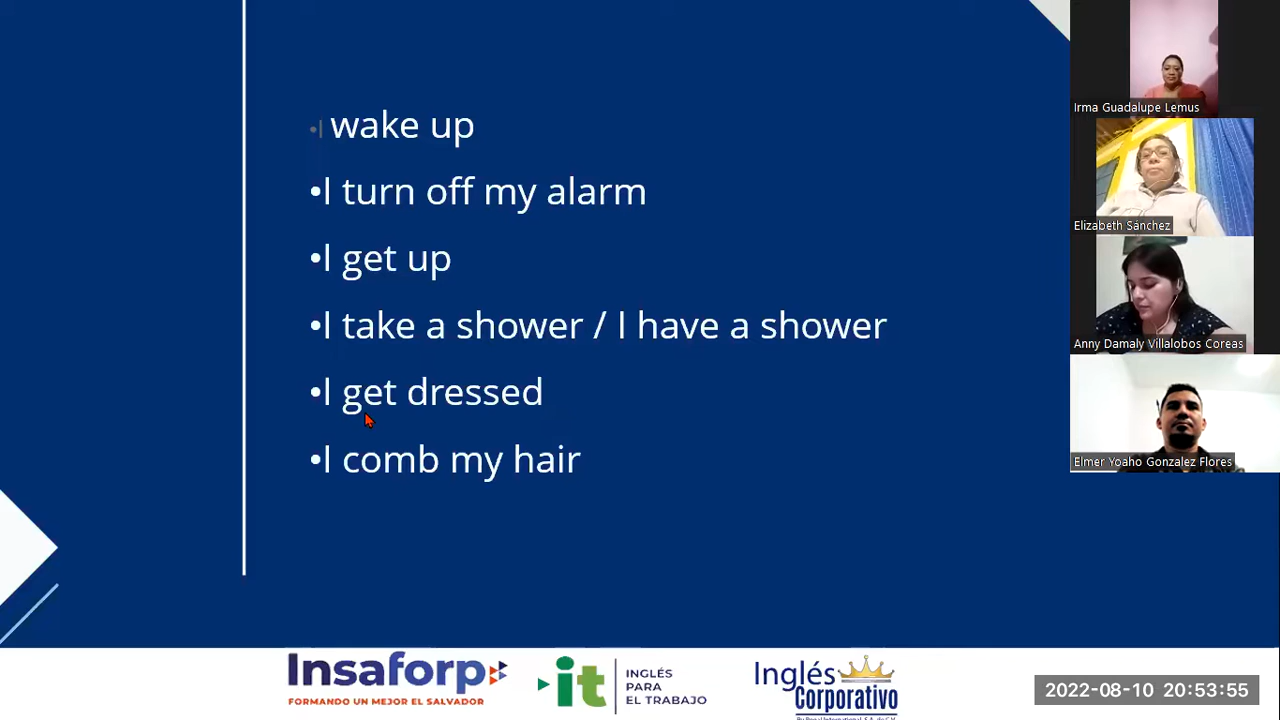 •I wake up
•I turn off my alarm
•I get up
•I take a shower / I have a shower
•I get dressed
•I comb my hair
Irma Guadalupe Lemus
Elizabeth Sánchez
Anny Damaly Villalobos Coreas
Elmer Yoaho Gonzalez Flores
Insaforp
FORMANDO UN MEJOR EL SALVADOR
it
INGLÉS
PARA
EL TRABAJO
Inglés
Corporativo
2022-08-10 20:53:55